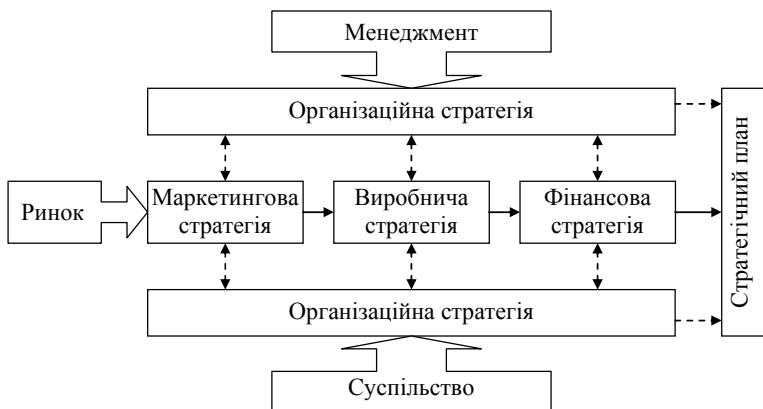 Менеджмент
Організаційна стратегія
Ринок
Маркетингова
стратегія
Виробнича
стратегія
Фінансова
стратегія
Стратегічний план
Організаційна стратегія
Суспільство